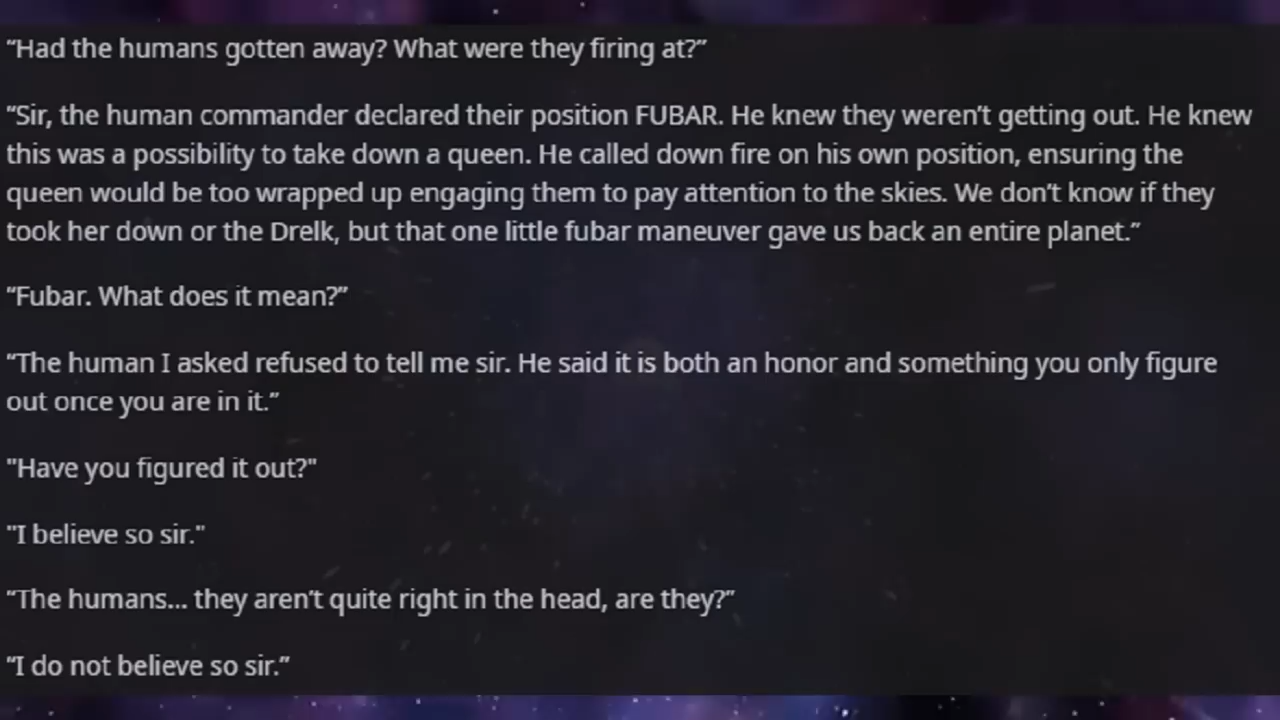 “Had the humans gotten away? What were they firing at?”
“Sir, the human commander declared their position FUBAR. He knew they weren’t getting out. He knew
this was a possibility to take down a queen. He called down fire on his own position, ensuring the
queen would be too wrapped up engaging them to pay attention to the skies. We don’t know if they
took her down or the Drelk, but that one little fubar maneuver gave us back an entire planet.”
“Fubar. What does it mean?”
“The human I asked refused to tell me sir. He said it is both an honor and something you only figure
out once you are in it.”
"Have you figured it out?"
"I believe so sir."
“The humans... they aren’t quite right in the head, are they?”
“I do not believe so sir.”